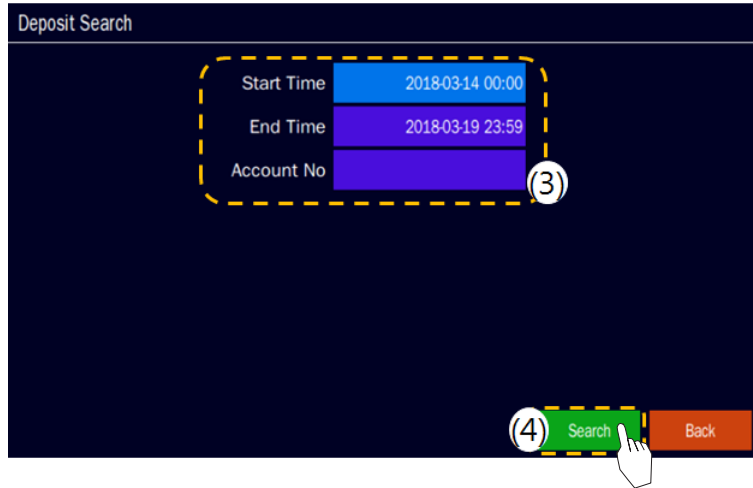 Deposit Search
Start Time 2018-03-14 00:00
End Time 2018-03-19 23:59
Account No
(3)
(4) Search Back